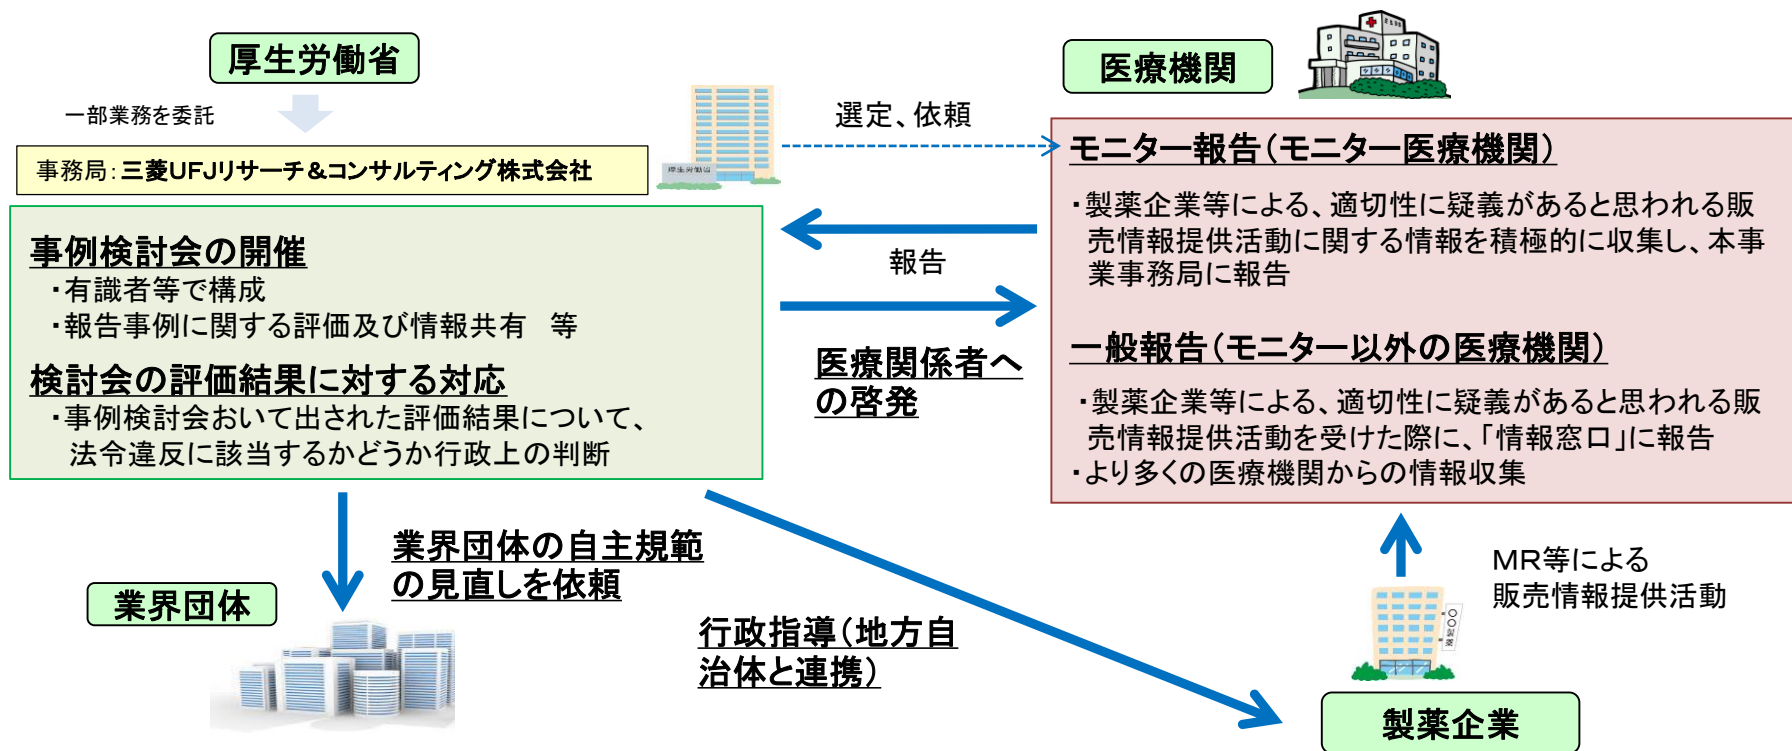 厚生労働省
一部業務を委託
事務局：三菱UFJリサーチ＆コンサルティング株式会社
厚生労働省
事例検討会の開催
・有識者等で構成
・報告事例に関する評価及び情報共有　等
検討会の評価結果に対する対応
・事例検討会おいて出された評価結果について、
法令違反に該当するかどうか行政上の判断
選定、依頼
報告
医療関係者へ
の啓発
医療機関
モニター報告（モニター医療機関）
・製薬企業等による、適切性に疑義があると思われる販
売情報提供活動に関する情報を積極的に収集し、本事
業事務局に報告
一般報告（モニター以外の医療機関）
・製薬企業等による、適切性に疑義があると思われる販
売情報提供活動を受けた際に、「情報窓口」に報告
・より多くの医療機関からの情報収集
業界団体の自主規範
の見直しを依頼
業界団体
行政指導（地方自
治体と連携）
MR等による
販売情報提供活動
製薬企業